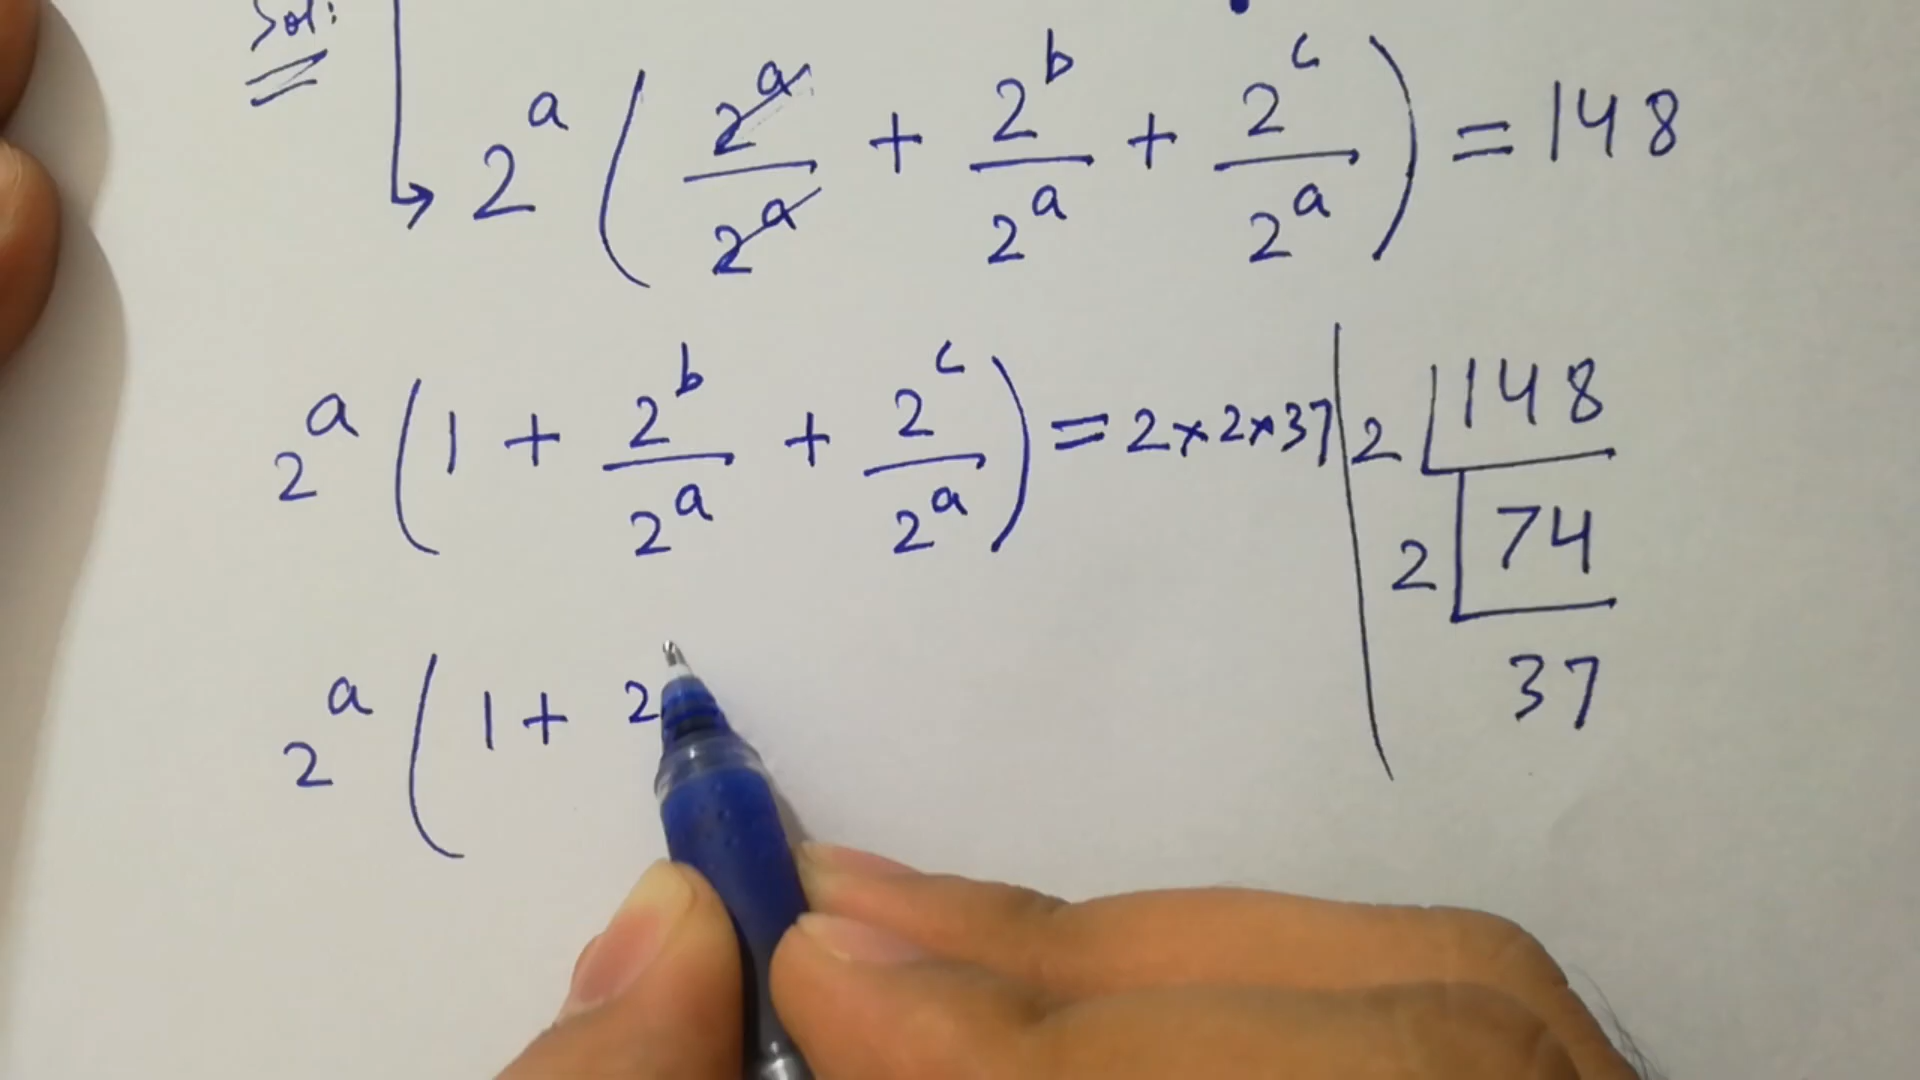 Sol:
2^a ( 2^a/2^a + 2^b/2^a + 2^c/2^a ) = 148
2^a ( 1 + 2^b/2^a + 2^c/2^a ) = 2×2×37
2^a ( 1 + 2
2 148
2 74
37